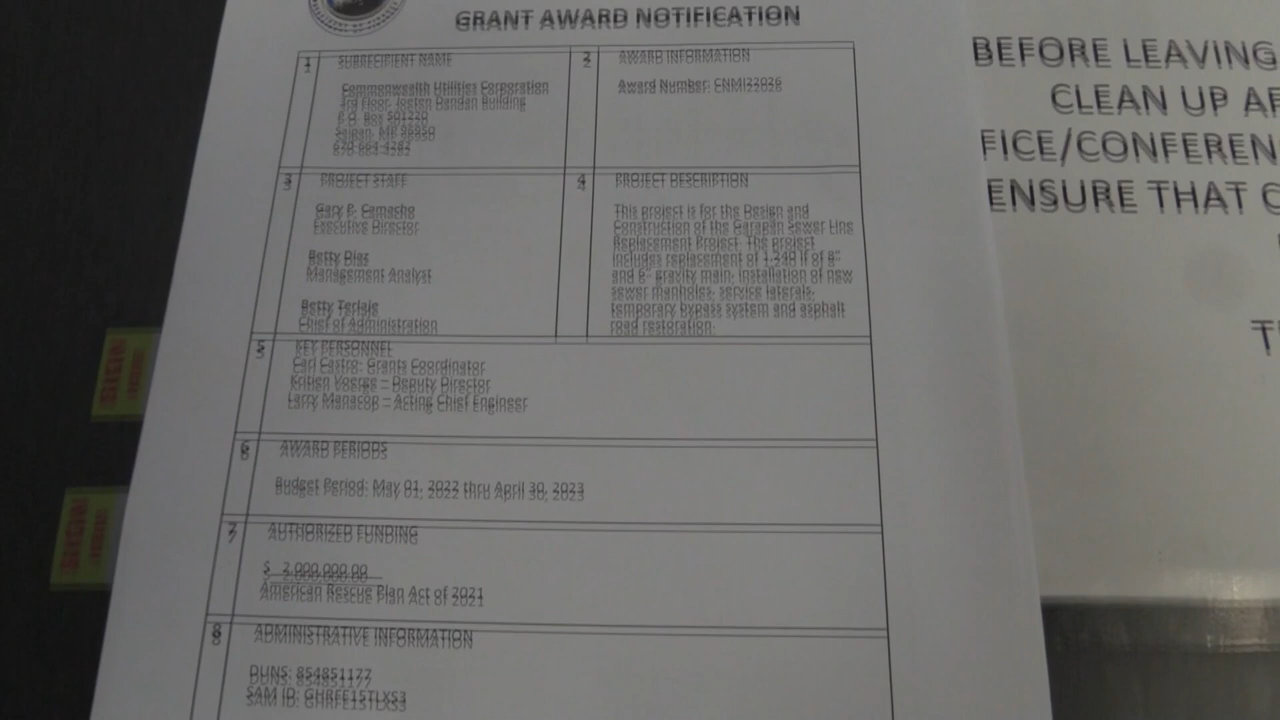 GRANT AWARD NOTIFICATION
1 SUBRECIPIENT NAME
Commonwealth Utilities Corporation
3rd Floor, Joeten Dandan Building
P.O. Box 501220
Saipan, MP 96950
670-664-4282
2 AWARD INFORMATION
Award Number: CNMI22026
3 PROJECT STAFF
Gary P. Camacho
Executive Director
Betty Diaz
Management Analyst
Betty Terlaje
Chief of Administration
4 PROJECT DESCRIPTION
This project is for the Design and
Construction of the Garapan Sewer Line
Replacement Project. The project
includes replacement of 1,240 lf of 8"
and 6" gravity main, installation of new
sewer manholes, service laterals,
temporary bypass system and asphalt
road restoration.
5 KEY PERSONNEL
Carl Castro: Grants Coordinator
Voerge – Deputy Director
Larry Manacop – Acting Chief Engineer
6 AWARD PERIODS
Budget Period: May 01, 2022 thru April 30, 2023
7 AUTHORIZED FUNDING
$ 2,000,000.00
American Rescue Plan Act of 2021
8 ADMINISTRATIVE INFORMATION
DUNS: 854851177
SAM ID: GHRFE15TLXS3
BEFORE LEAVING
CLEAN UP AF
FICE/CONFEREN
ENSURE THAT C
T